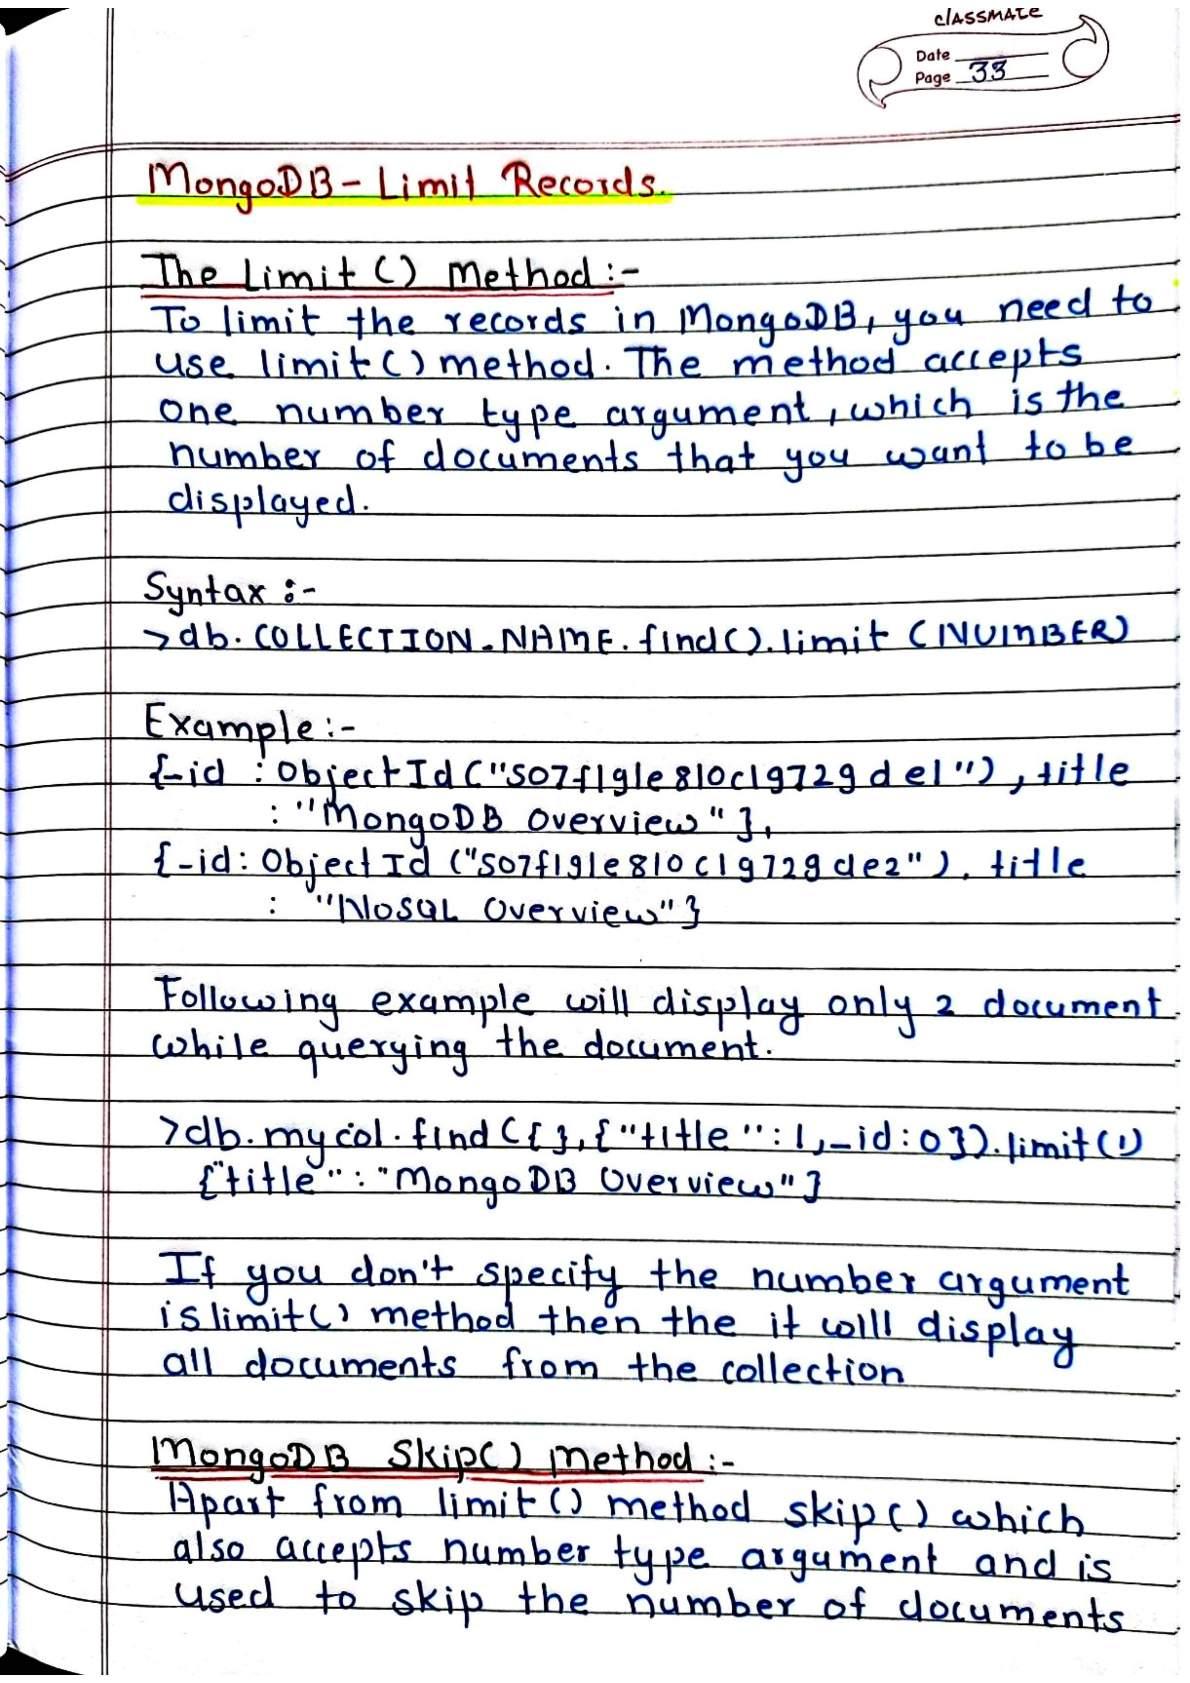 classmate
Date
Page 33
MongoDB - Limit Records.
The Limit () Method :-
To limit the records in MongoDB, you need to
use limit () method. The method accepts
one number type argument, which is the
number of documents that you want to be
displayed.
Syntax :-
>db.COLLECTION_NAME.find().limit (NUMBER)
Example :-
{_id : ObjectId ("507f191e810c19729de1"), title
: "MongoDB Overview"},
{_id: Object Id ("507f191e810c19729de2"), title
: "NoSQL Overview"}
Following example will display only 2 document
while querying the document.
>db.mycol.find({},{"title":1,_id:0}).limit(1)
{"title" : "MongoDB Overview"}
If you don't specify the number argument
is limit() method then the it will display
all documents from the collection
MongoDB Skip() Method :-
Apart from limit () method skip() which
also accepts number type argument and is
used to skip the number of documents